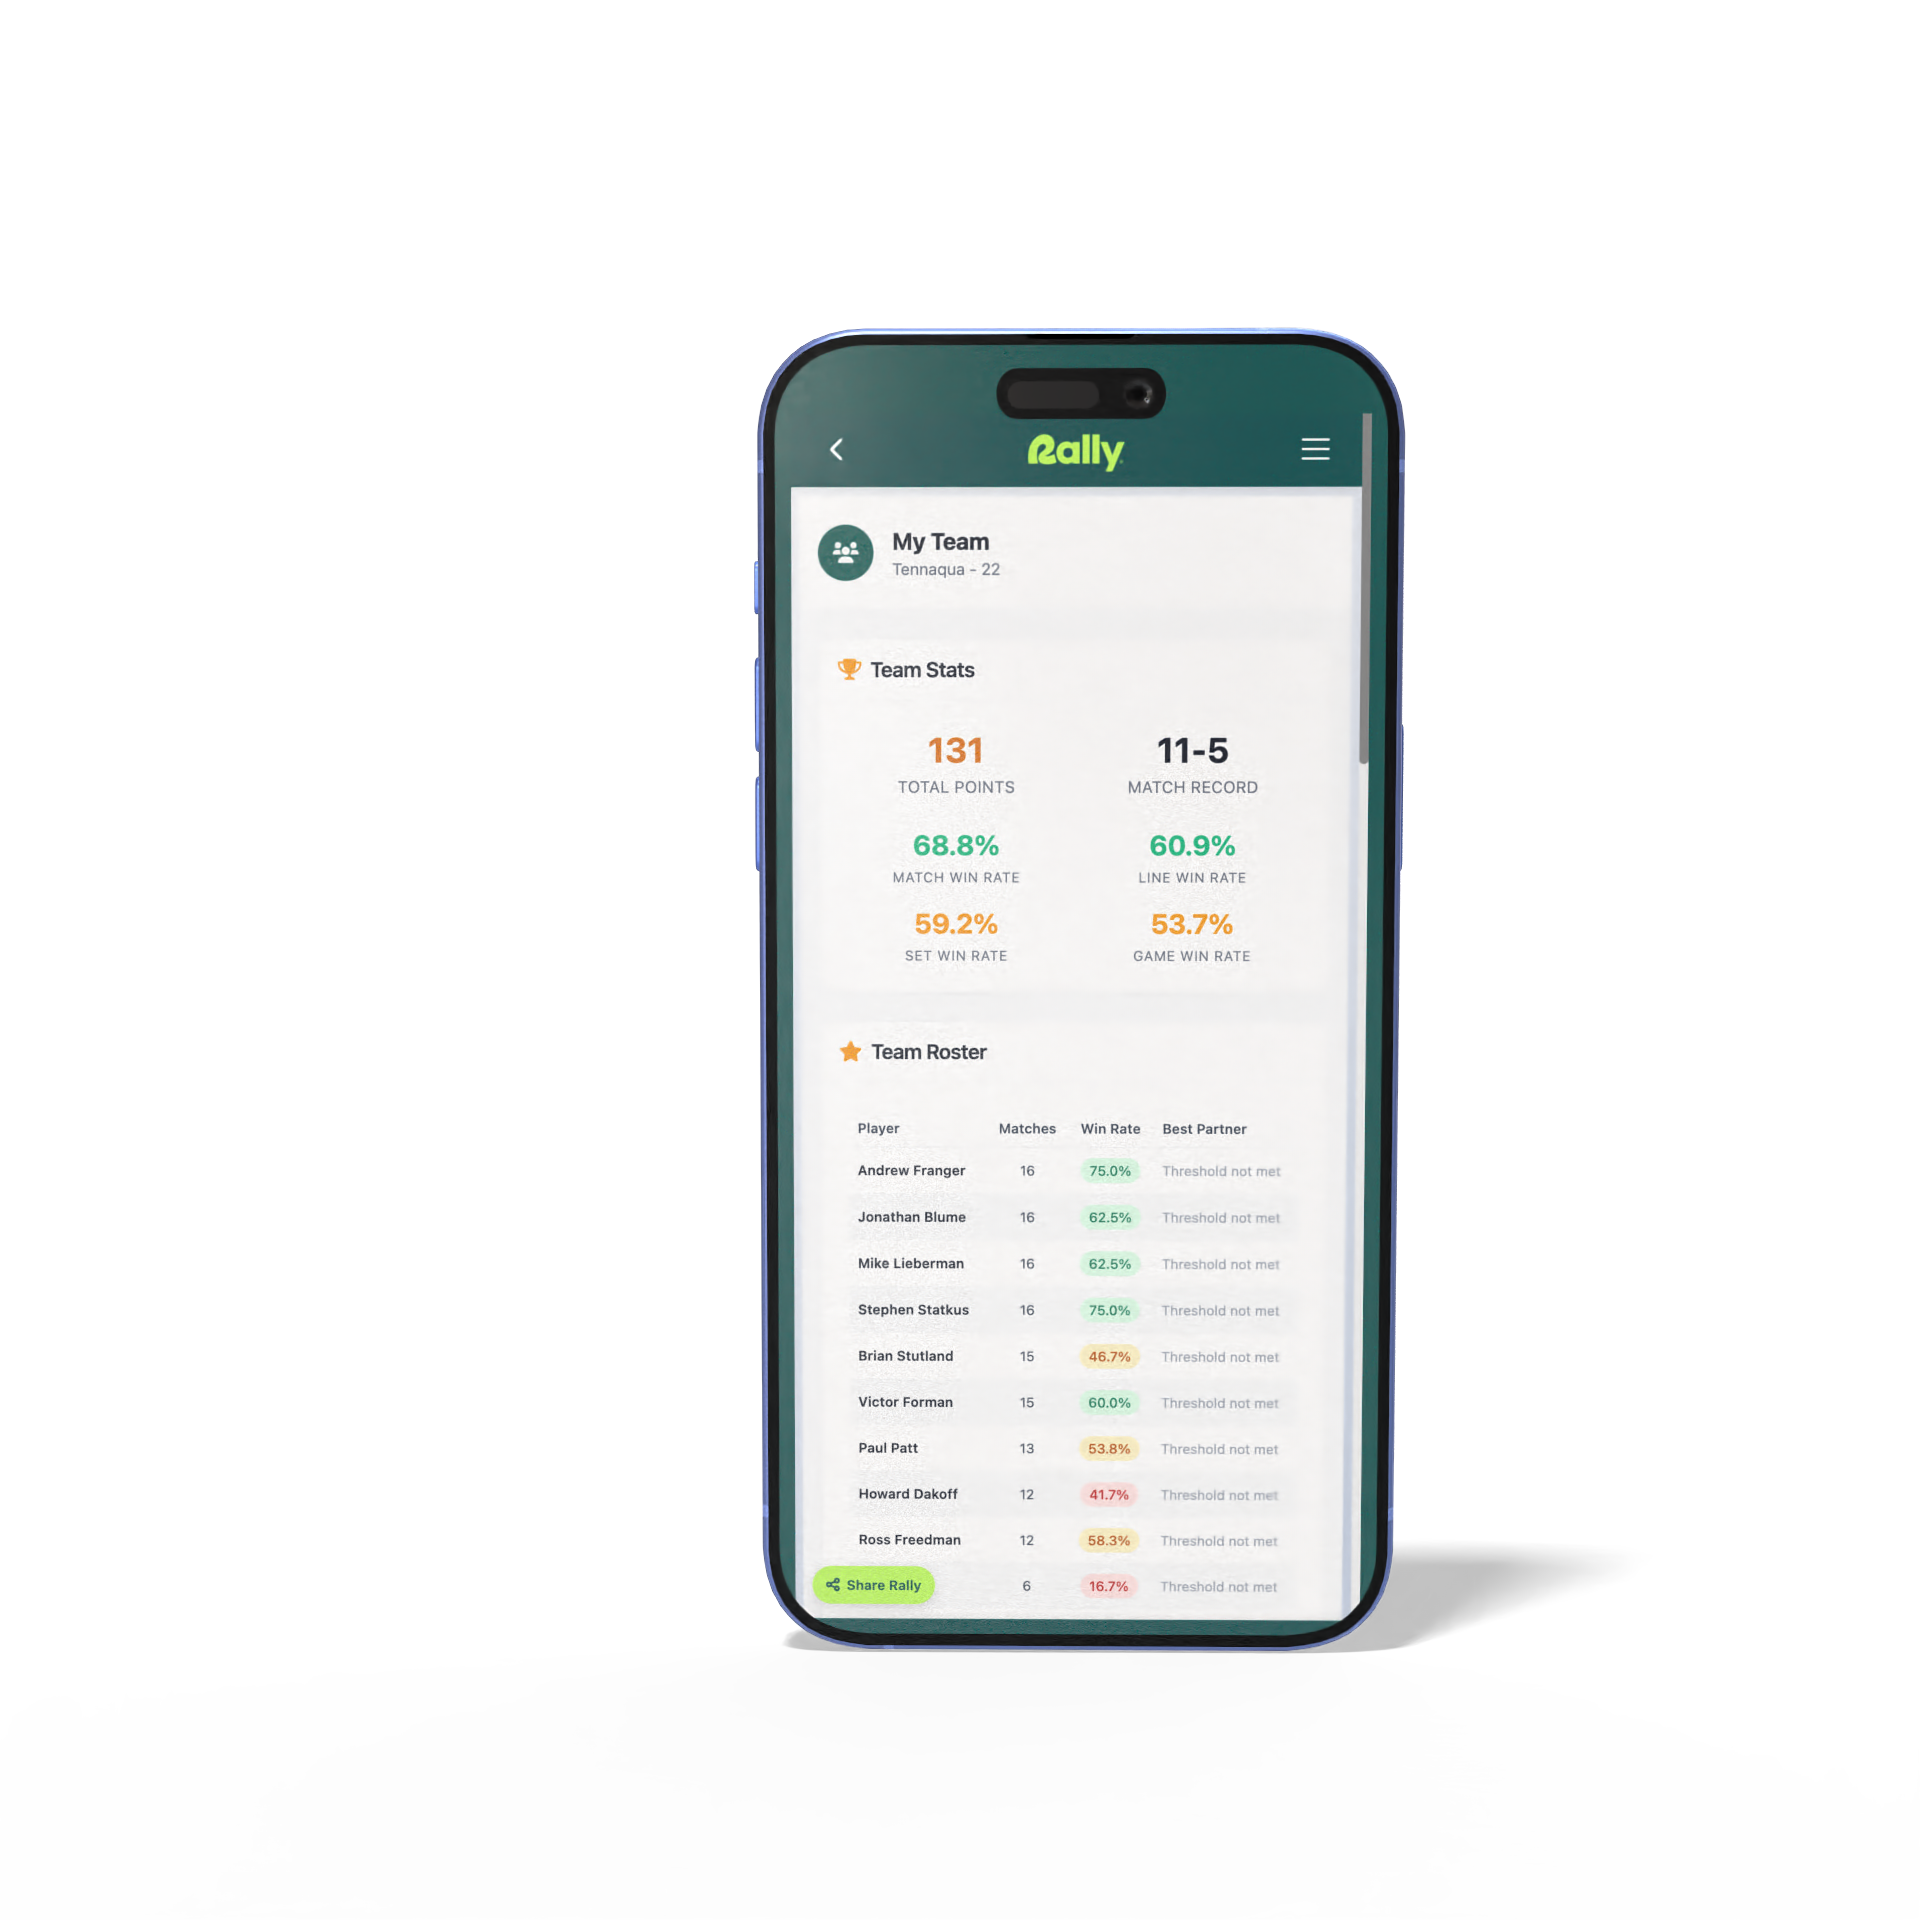 Rally
My Team
Tennaqua - 22
Team Stats
131
TOTAL POINTS
11-5
MATCH RECORD
68.8%
MATCH WIN RATE
60.9%
LINE WIN RATE
59.2%
SET WIN RATE
53.7%
GAME WIN RATE
Team Roster
Player Matches Win Rate Best Partner
Andrew Franger 16 75.0% Threshold not met
Jonathan Blume 16 62.5% Threshold not met
Mike Lieberman 16 62.5% Threshold not met
Stephen Statkus 16 75.0% Threshold not met
Brian Stutland 15 46.7% Threshold not met
Victor Forman 15 60.0% Threshold not met
Paul Patt 13 53.8% Threshold not met
Howard Dakoff 12 41.7% Threshold not met
Ross Freedman 12 58.3% Threshold not met
Share Rally 6 16.7% Threshold not met